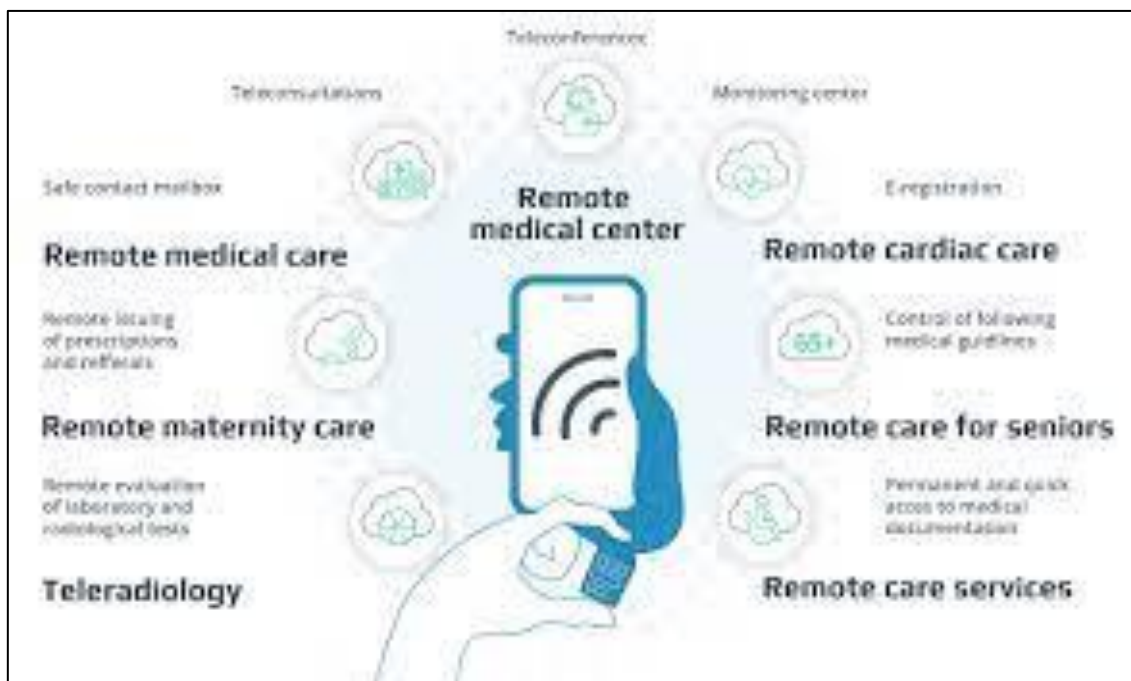 Teleconferences
Teleconsultations
Monitoring center
Safe contact mailbox
E-registration
Remote
medical center
Remote medical care
Remote cardiac care
Remote issuing
of prescriptions
and refferals
Control of following
medical guidlines
65+
Remote maternity care
Remote care for seniors
Remote evaluation
of laboratory and
radiological tests
Permanent and quick
acces to medical
documentation
Teleradiology
Remote care services